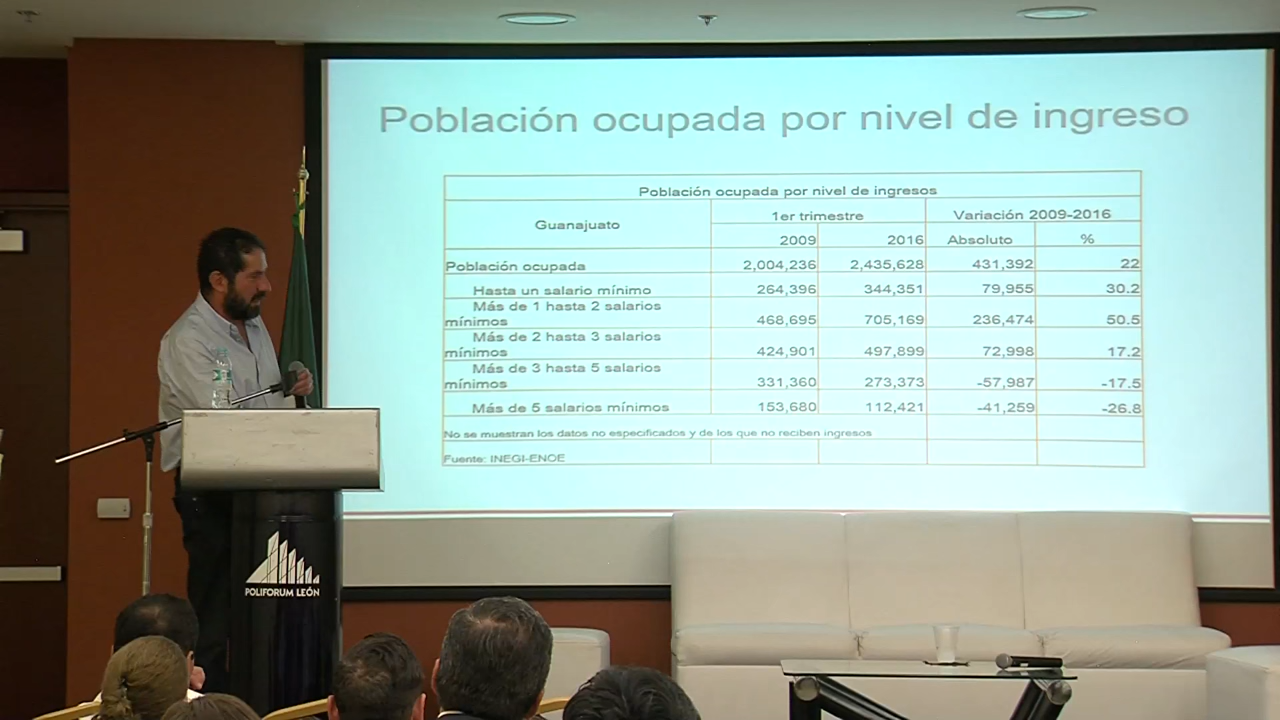 Población ocupada por nivel de ingreso
Población ocupada por nivel de ingresos
Guanajuato 1er trimestre Variación 2009-2016
2009 2016 Absoluto %
Población ocupada 2,004,236 2,435,628 431,392 22
Hasta un salario mínimo 264,396 344,351 79,955 30.2
Más de 1 hasta 2 salarios
mínimos 468,695 705,169 236,474 50.5
Más de 2 hasta 3 salarios
mínimos 424,901 497,899 72,998 17.2
Más de 3 hasta 5 salarios
mínimos 331,360 273,373 -57,987 -17.5
Más de 5 salarios mínimos 153,680 112,421 -41,259 -26.8
No se muestran los datos no especificados y de los que no reciben ingresos
Fuente: INEGI-ENOE
POLIFORUM LEÓN